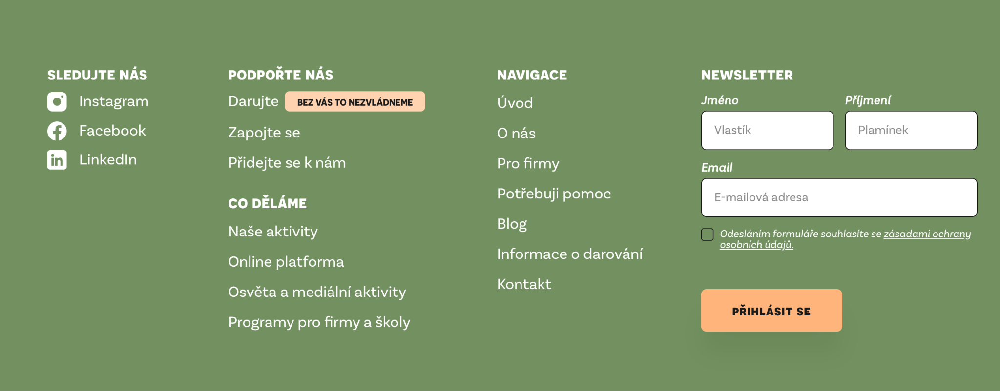 SLEDUJTE NÁS
Instagram
Facebook
LinkedIn
PODPOŘTE NÁS
Darujte BEZ VÁS TO NEZVLÁDNEME
Zapojte se
Přidejte se k nám
CO DĚLÁME
Naše aktivity
Online platforma
Osvěta a mediální aktivity
Programy pro firmy a školy
NAVIGACE
Úvod
O nás
Pro firmy
Potřebuji pomoc
Blog
Informace o darování
Kontakt
NEWSLETTER
Jméno Příjmení
Vlastík Plamínek
Email
E-mailová adresa
Odesláním formuláře souhlasíte se zásadami ochrany
osobních údajů.
PŘIHLÁSIT SE